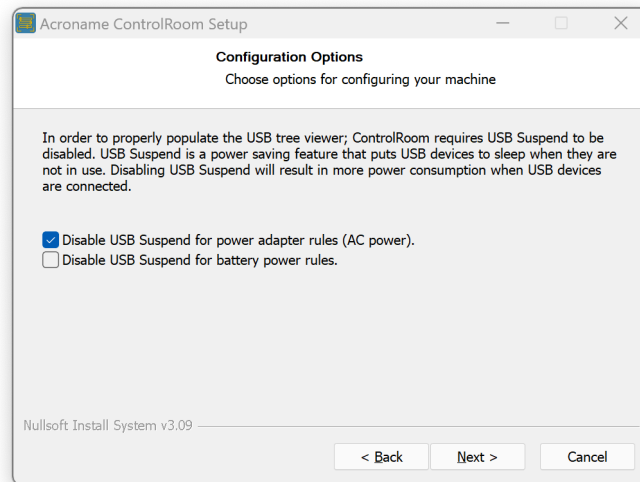 Acroname ControlRoom Setup
Configuration Options
Choose options for configuring your machine
In order to properly populate the USB tree viewer; ControlRoom requires USB Suspend to be
disabled. USB Suspend is a power saving feature that puts USB devices to sleep when they are
not in use. Disabling USB Suspend will result in more power consumption when USB devices
are connected.
Disable USB Suspend for power adapter rules (AC power).
Disable USB Suspend for battery power rules.
Nullsoft Install System v3.09
< Back Next > Cancel